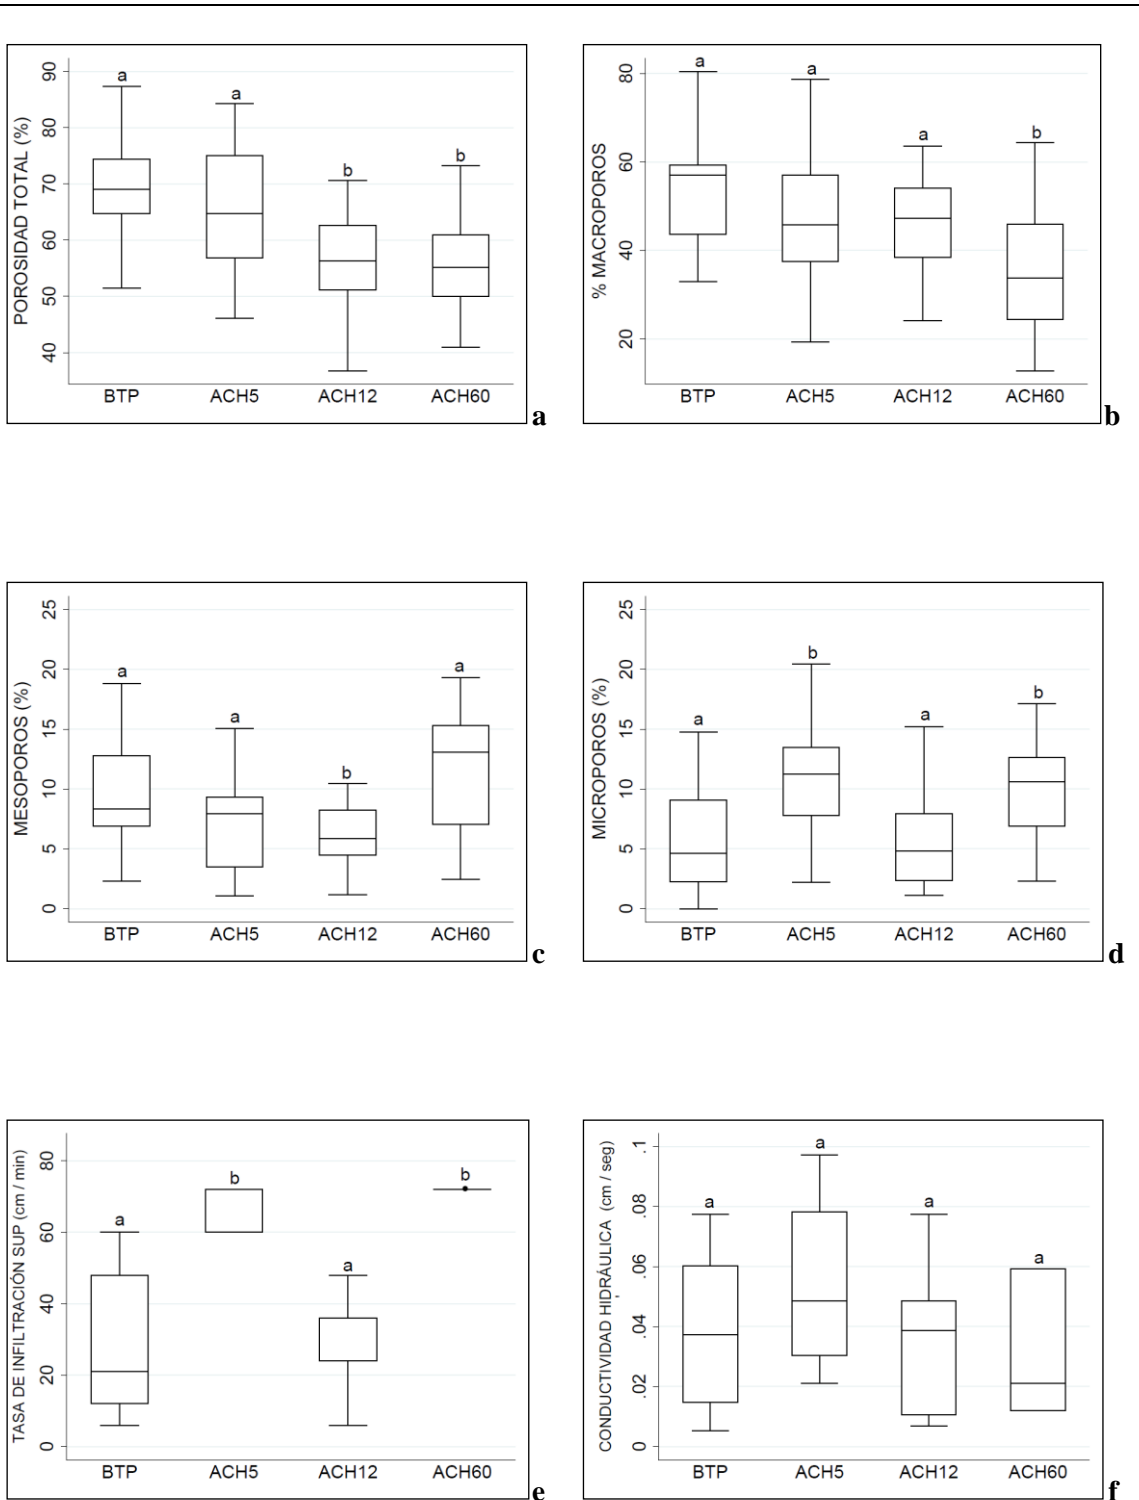 POROSIDAD TOTAL (%)
90
80
70
60
50
40
a
a
b
b
BTP ACH5 ACH12 ACH60
a
% MACROPOROS
80
60
40
20
a
a
a
b
BTP ACH5 ACH12 ACH60
b
MESOPOROS (%)
25
20
15
10
5
0
a
a
b
a
BTP ACH5 ACH12 ACH60
c
MICROPOROS (%)
25
20
15
10
5
0
a
b
a
b
BTP ACH5 ACH12 ACH60
d
TASA DE INFILTRACIÓN SUP (cm / min)
80
60
40
20
0
a
b
a
b
BTP ACH5 ACH12 ACH60
e
CONDUCTIVIDAD HIDRÁULICA (cm / seg)
.1
.08
.06
.04
.02
0
a
a
a
a
BTP ACH5 ACH12 ACH60
f